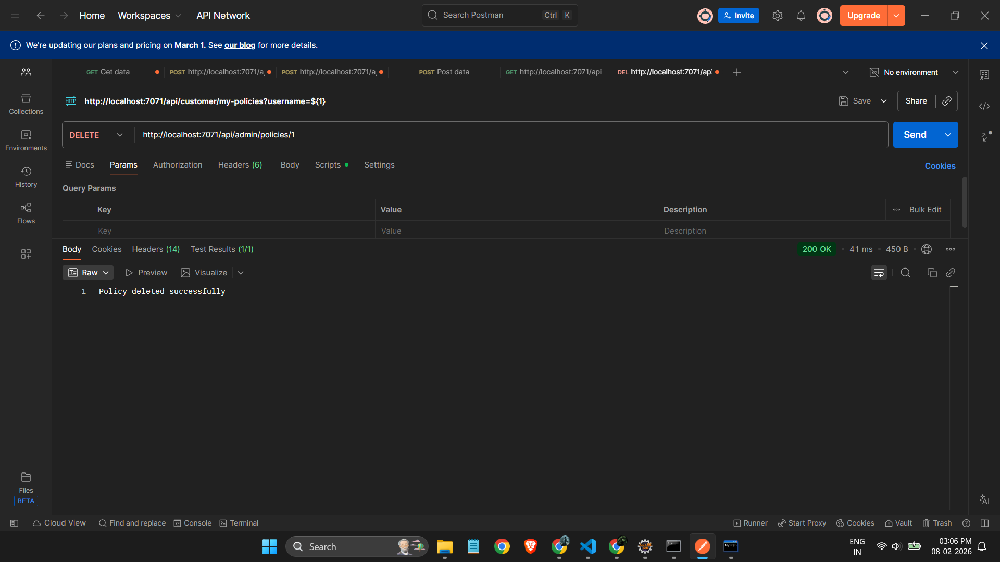 Home Workspaces API Network
Search Postman Ctrl K
Invite Upgrade
We're updating our plans and pricing on March 1. See our blog for more details.
GET Get data
POST http://localhost:7071/a
POST http://localhost:7071/a
POST Post data
GET http://localhost:7071/api
DEL http://localhost:7071/ap
No environment
Collections
Environments
History
Flows
Files
BETA
HTTP http://localhost:7071/api/customer/my-policies?username=${1}
Save Share
DELETE http://localhost:7071/api/admin/policies/1 Send
Docs Params Authorization Headers (6) Body Scripts Settings Cookies
Query Params
Key Value Description Bulk Edit
Key Value Description
Body Cookies Headers (14) Test Results (1/1) 200 OK • 41 ms • 450 B
Raw Preview Visualize
1 Policy deleted successfully
AI
Cloud View Find and replace Console Terminal Runner Start Proxy Cookies Vault Trash
Search
MySQL
ENG
IN
03:06 PM
08-02-2026